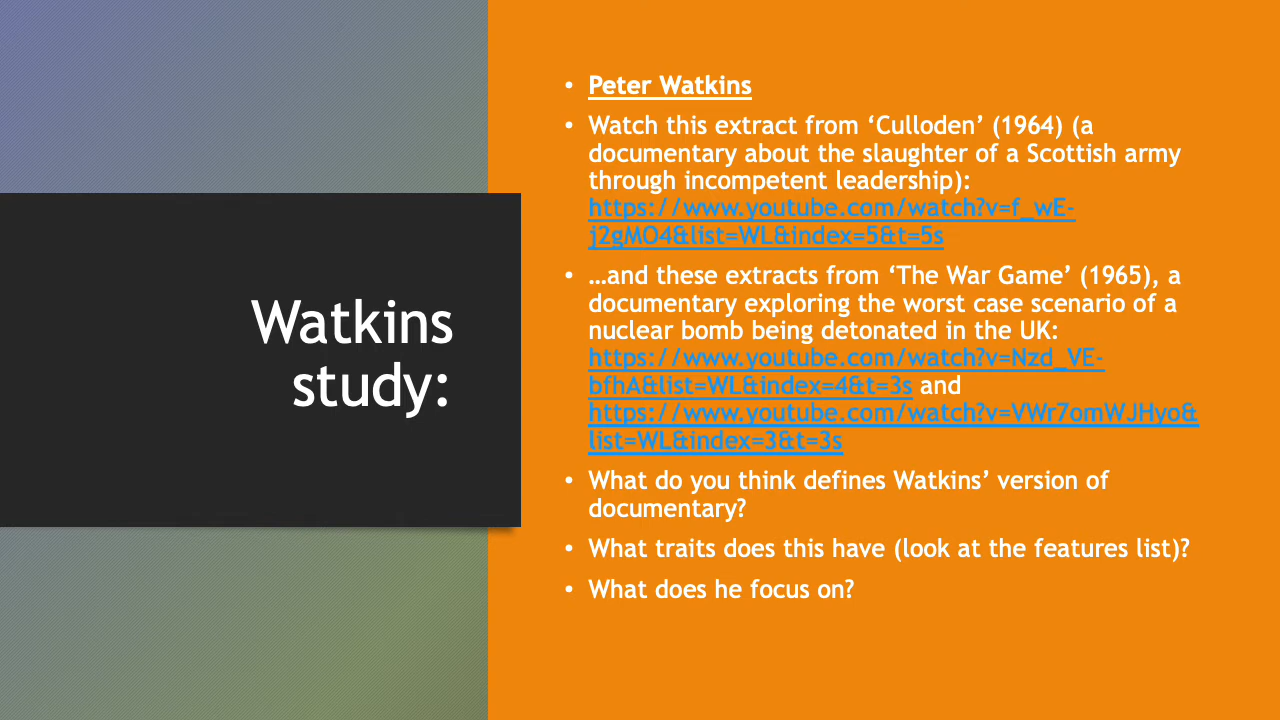 Watkins
study:
• Peter Watkins
• Watch this extract from ‘Culloden’ (1964) (a
documentary about the slaughter of a Scottish army
through incompetent leadership):
https://www.youtube.com/watch?v=f_wE-
j2gMO4&list=WL&index=5&t=5s
• …and these extracts from ‘The War Game’ (1965), a
documentary exploring the worst case scenario of a
nuclear bomb being detonated in the UK:
https://www.youtube.com/watch?v=Nzd_VE-
bfhA&list=WL&index=4&t=3s and
https://www.youtube.com/watch?v=VWr7omWJHyo&
list=WL&index=3&t=3s
• What do you think defines Watkins’ version of
documentary?
• What traits does this have (look at the features list)?
• What does he focus on?